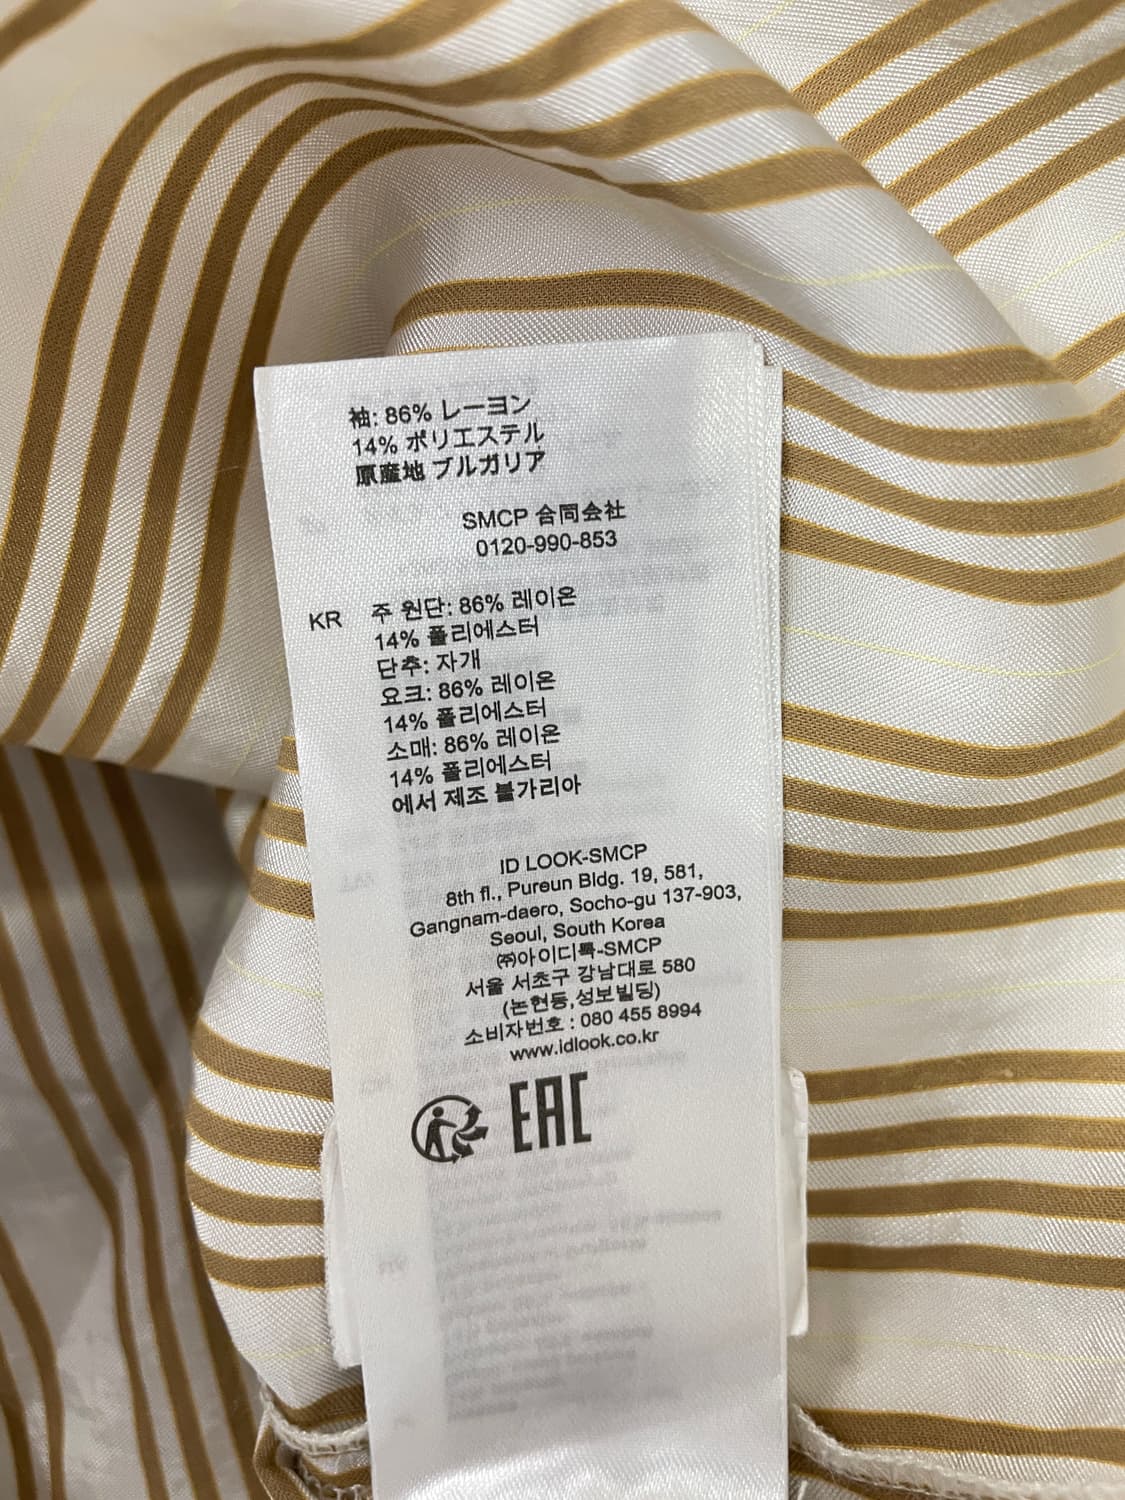 袖: 86% レーヨン
14% ポリエステル
原産地 ブルガリア
SMCP 合同会社
0120-990-853
KR 주 원단: 86% 레이온
14% 폴리에스터
단추: 자개
요크: 86% 레이온
14% 폴리에스터
소매: 86% 레이온
14% 폴리에스터
에서 제조 불가리아
ID LOOK-SMCP
8th fl., Pureun Bldg. 19, 581,
Gangnam-daero, Socho-gu 137-903,
Seoul, South Korea
㈜아이디룩-SMCP
서울 서초구 강남대로 580
(논현동,성보빌딩)
소비자번호 : 080 455 8994
www.idlook.co.kr
EAC